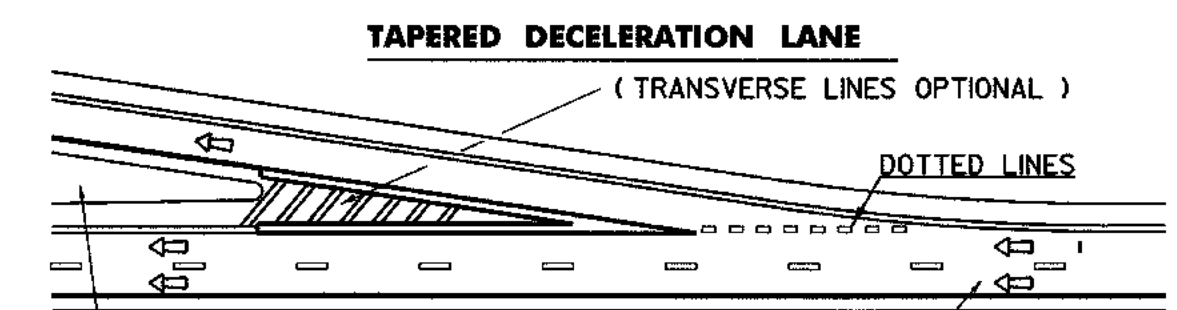 TAPERED DECELERATION LANE
( TRANSVERSE LINES OPTIONAL )
DOTTED LINES